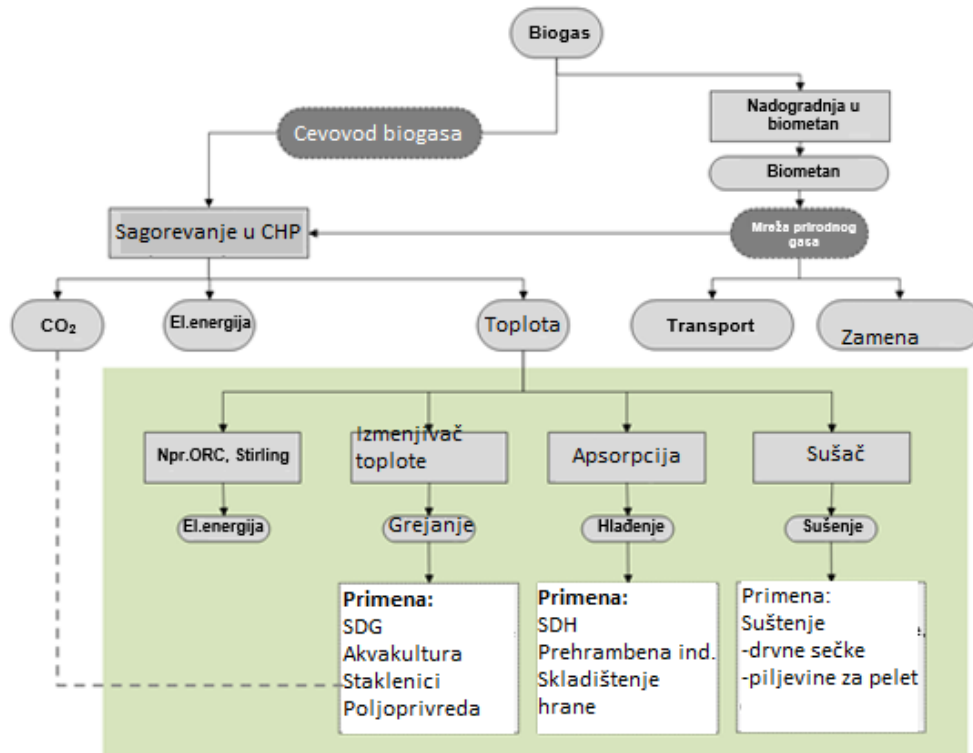 Biogas
Cevovod biogasa
Nadogradnja u
biometan
Biometan
Sagorevanje u CHP
Mreža prirodnog
gasa
CO₂
El.energija
Toplota
Transport
Zamena
Npr.ORC, Stirling
Izmenjivač
toplote
Apsorpcija
Sušač
El.energija
Grejanje
Hlađenje
Sušenje
Primena:
SDG
Akvakultura
Staklenici
Poljoprivreda
Primena:
SDH
Prehrambena ind.
Skladištenje
hrane
Primena:
Suštenje
-drvne sečke
-piljevine za pelet